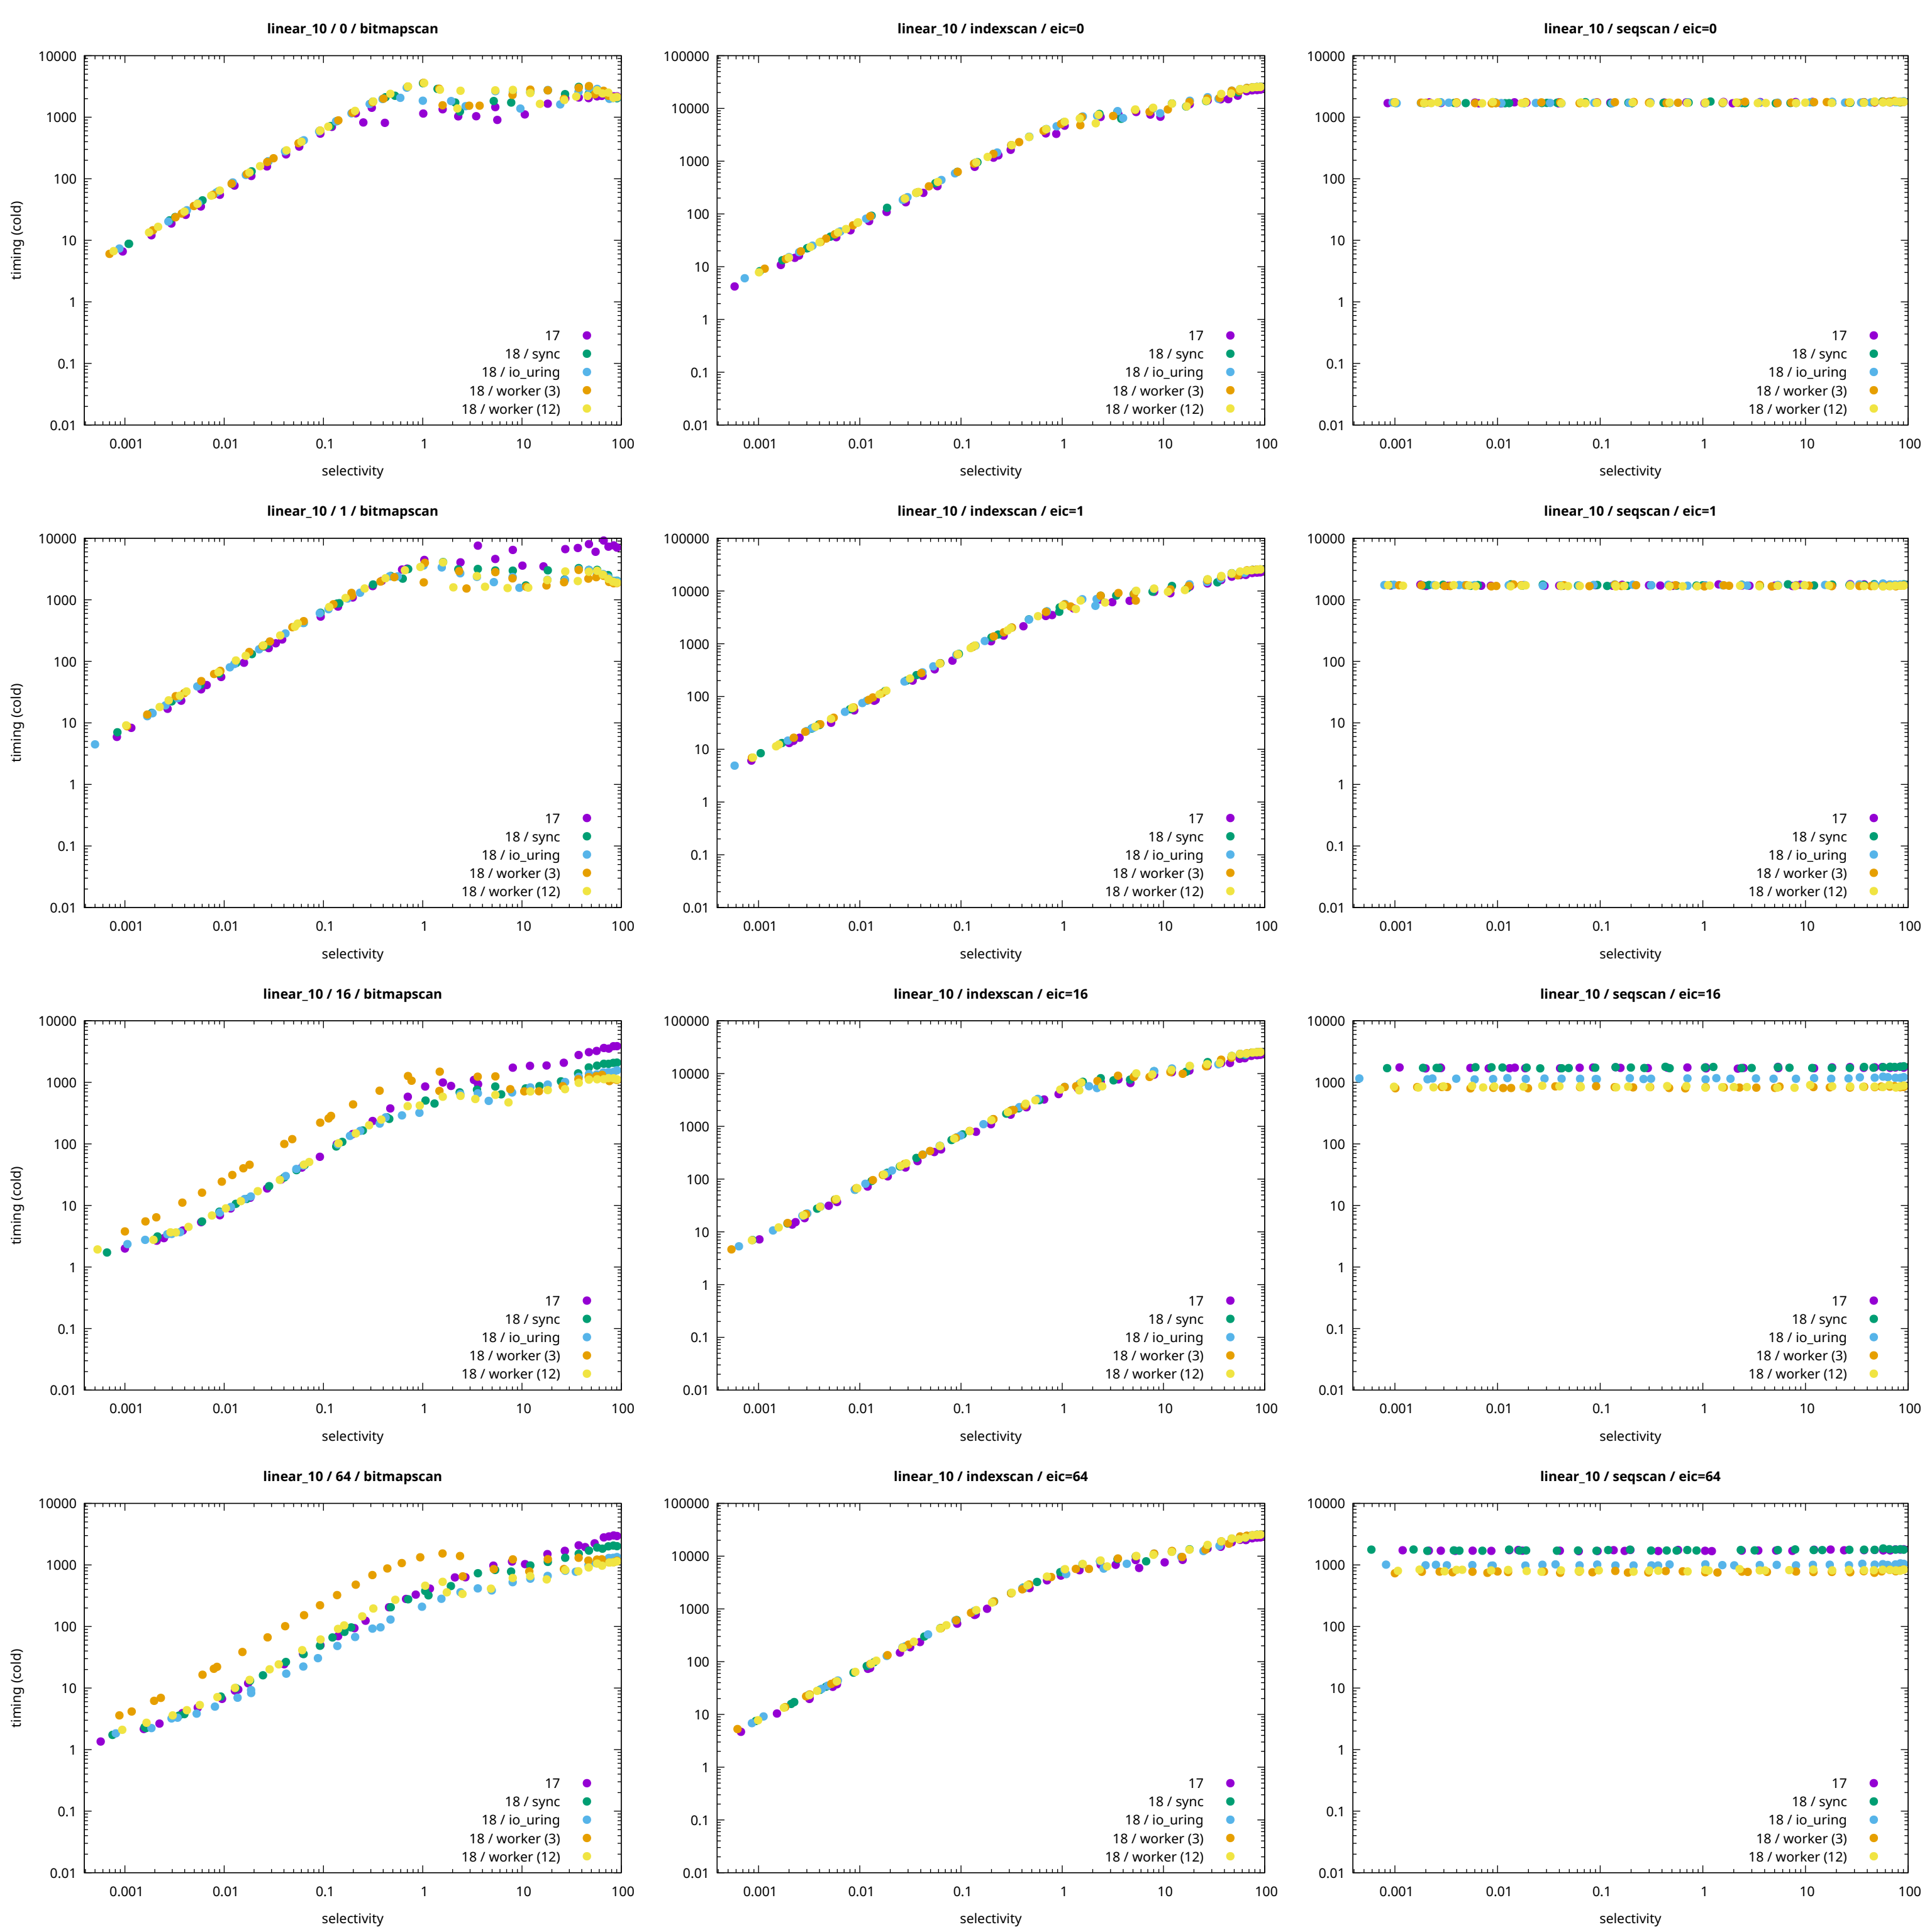 linear_10 / 0 / bitmapscan
timing (cold)
10000
1000
100
10
1
0.1
0.01
17
18 / sync
18 / io_uring
18 / worker (3)
18 / worker (12)
0.001 0.01 0.1 1 10 100
selectivity
linear_10 / indexscan / eic=0
100000
10000
1000
100
10
1
0.1
0.01
17
18 / sync
18 / io_uring
18 / worker (3)
18 / worker (12)
0.001 0.01 0.1 1 10 100
selectivity
linear_10 / seqscan / eic=0
10000
1000
100
10
1
0.1
0.01
17
18 / sync
18 / io_uring
18 / worker (3)
18 / worker (12)
0.001 0.01 0.1 1 10 100
selectivity
linear_10 / 1 / bitmapscan
timing (cold)
10000
1000
100
10
1
0.1
0.01
17
18 / sync
18 / io_uring
18 / worker (3)
18 / worker (12)
0.001 0.01 0.1 1 10 100
selectivity
linear_10 / indexscan / eic=1
100000
10000
1000
100
10
1
0.1
0.01
17
18 / sync
18 / io_uring
18 / worker (3)
18 / worker (12)
0.001 0.01 0.1 1 10 100
selectivity
linear_10 / seqscan / eic=1
10000
1000
100
10
1
0.1
0.01
17
18 / sync
18 / io_uring
18 / worker (3)
18 / worker (12)
0.001 0.01 0.1 1 10 100
selectivity
linear_10 / 16 / bitmapscan
timing (cold)
10000
1000
100
10
1
0.1
0.01
17
18 / sync
18 / io_uring
18 / worker (3)
18 / worker (12)
0.001 0.01 0.1 1 10 100
selectivity
linear_10 / indexscan / eic=16
100000
10000
1000
100
10
1
0.1
0.01
17
18 / sync
18 / io_uring
18 / worker (3)
18 / worker (12)
0.001 0.01 0.1 1 10 100
selectivity
linear_10 / seqscan / eic=16
10000
1000
100
10
1
0.1
0.01
17
18 / sync
18 / io_uring
18 / worker (3)
18 / worker (12)
0.001 0.01 0.1 1 10 100
selectivity
linear_10 / 64 / bitmapscan
timing (cold)
10000
1000
100
10
1
0.1
0.01
17
18 / sync
18 / io_uring
18 / worker (3)
18 / worker (12)
0.001 0.01 0.1 1 10 100
selectivity
linear_10 / indexscan / eic=64
100000
10000
1000
100
10
1
0.1
0.01
17
18 / sync
18 / io_uring
18 / worker (3)
18 / worker (12)
0.001 0.01 0.1 1 10 100
selectivity
linear_10 / seqscan / eic=64
10000
1000
100
10
1
0.1
0.01
17
18 / sync
18 / io_uring
18 / worker (3)
18 / worker (12)
0.001 0.01 0.1 1 10 100
selectivity